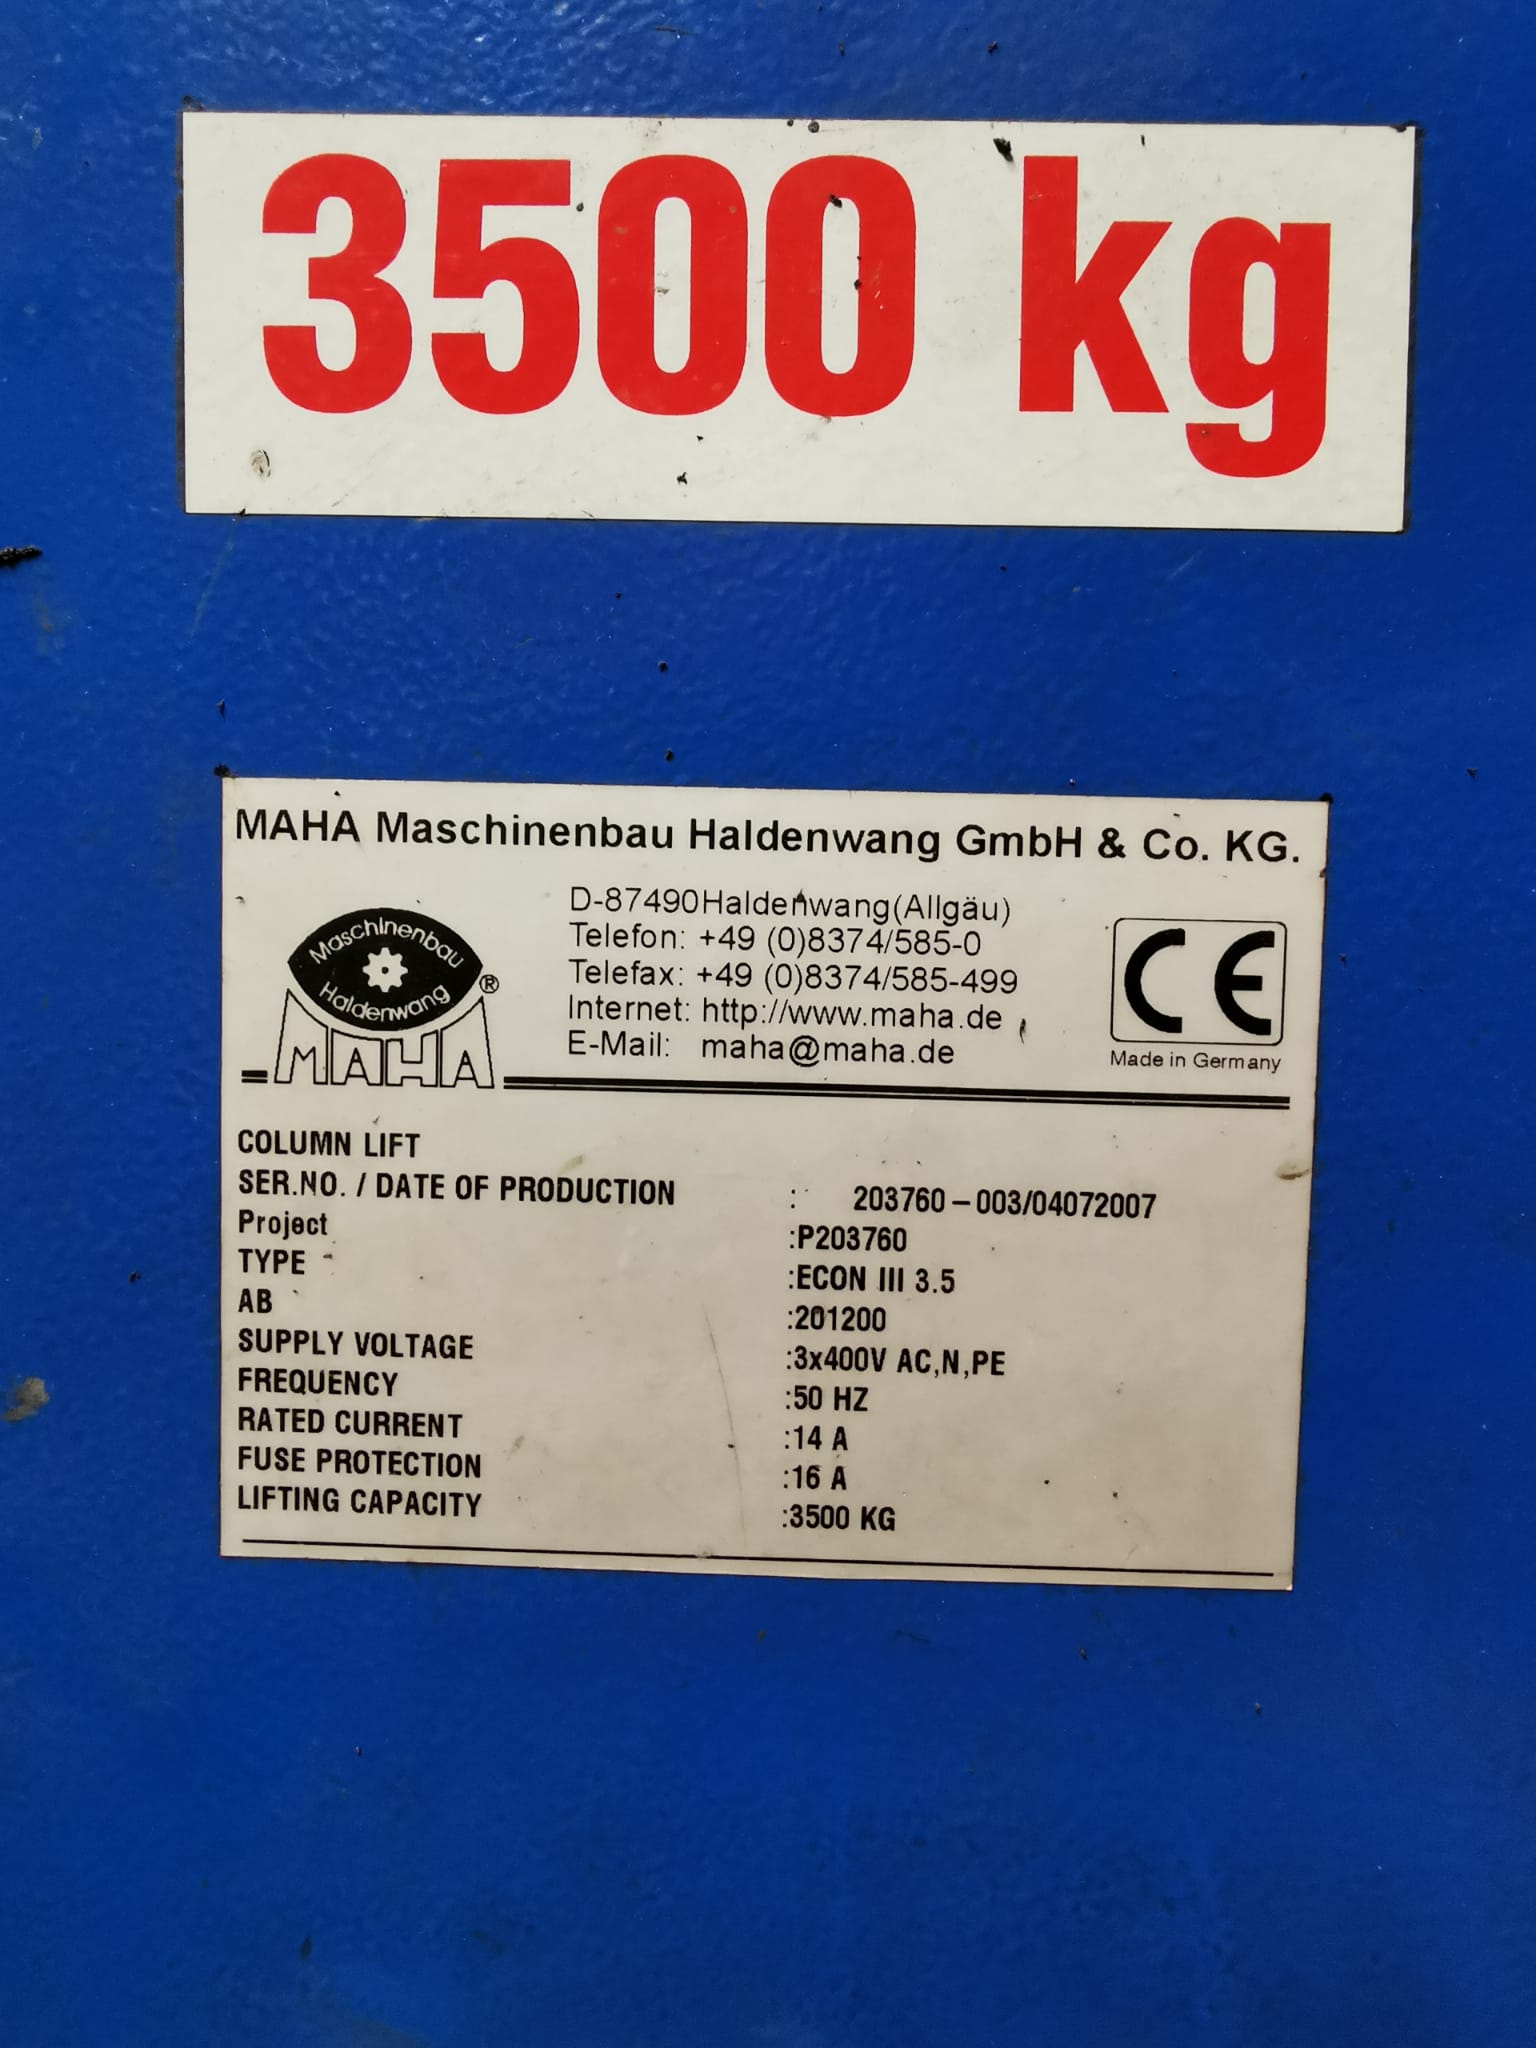 3500 kg
MAHA Maschinenbau Haldenwang GmbH & Co. KG.
D-87490Haldenwang(Allgäu)
Telefon: +49 (0)8374/585-0
Telefax: +49 (0)8374/585-499
Internet: http://www.maha.de
E-Mail: maha@maha.de
Maschinenbau
Haldenwang
®
MAHA
CE
Made in Germany
COLUMN LIFT
SER.NO. / DATE OF PRODUCTION : 203760-003/04072007
Project :P203760
TYPE :ECON III 3.5
AB :201200
SUPPLY VOLTAGE :3x400V AC,N,PE
FREQUENCY :50 HZ
RATED CURRENT :14 A
FUSE PROTECTION :16 A
LIFTING CAPACITY :3500 KG